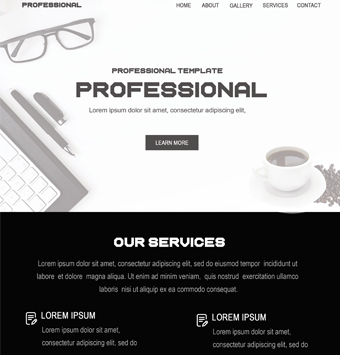 PROFESSIONAL HOME ABOUT GALLERY SERVICES CONTACT
PROFESSIONAL TEMPLATE
PROFESSIONAL
Lorem ipsum dolor sit amet, consectetur adipiscing elit,
LEARN MORE
OUR SERVICES
Lorem ipsum dolor sit amet, consectetur adipiscing elit, sed do eiusmod tempor incididunt ut
labore et dolore magna aliqua. Ut enim ad minim veniam, quis nostrud exercitation ullamco
laboris nisi ut aliquip ex ea commodo consequat.
LOREM IPSUM
Lorem ipsum dolor sit amet,
consectetur adipiscing elit, sed do
LOREM IPSUM
Lorem ipsum dolor sit amet,
consectetur adipiscing elit, sed do